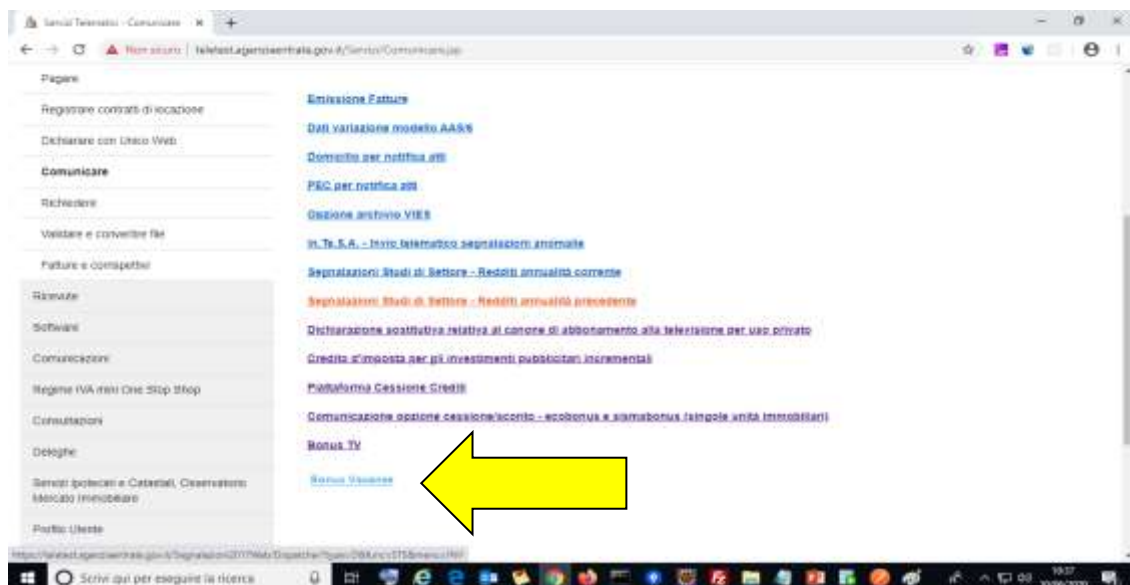 Servizi Telematici - Comunicare
Non sicuro | teletest.agenziaentrate.gov.it/Servizi/Comunicare.jsp
Pagare
Registrare contratti di locazione
Dichiarare con Unico Web
Comunicare
Richiedere
Validare e convertire file
Fatture e corrispettivi
Ricevute
Software
Comunicazioni
Regime IVA mini One Stop Shop
Consultazioni
Deleghe
Servizi Ipotecari e Catastali, Osservatorio
Mercato Immobiliare
Profilo Utente
Emissione Fatture
Dati variazione modello AA5/6
Domicilio per notifica atti
PEC per notifica atti
Opzione archivio VIES
In.Te.S.A. - Invio telematico segnalazioni anomalie
Segnalazioni Studi di Settore - Redditi annualità corrente
Segnalazioni Studi di Settore - Redditi annualità precedente
Dichiarazione sostitutiva relativa al canone di abbonamento alla televisione per uso privato
Credito d'imposta per gli investimenti pubblicitari incrementali
Piattaforma Cessione Crediti
Comunicazione opzione cessione/sconto - ecobonus e sismabonus (singole unità immobiliari)
Bonus TV
Bonus Vacanze
Scrivi qui per eseguire la ricerca
16:37